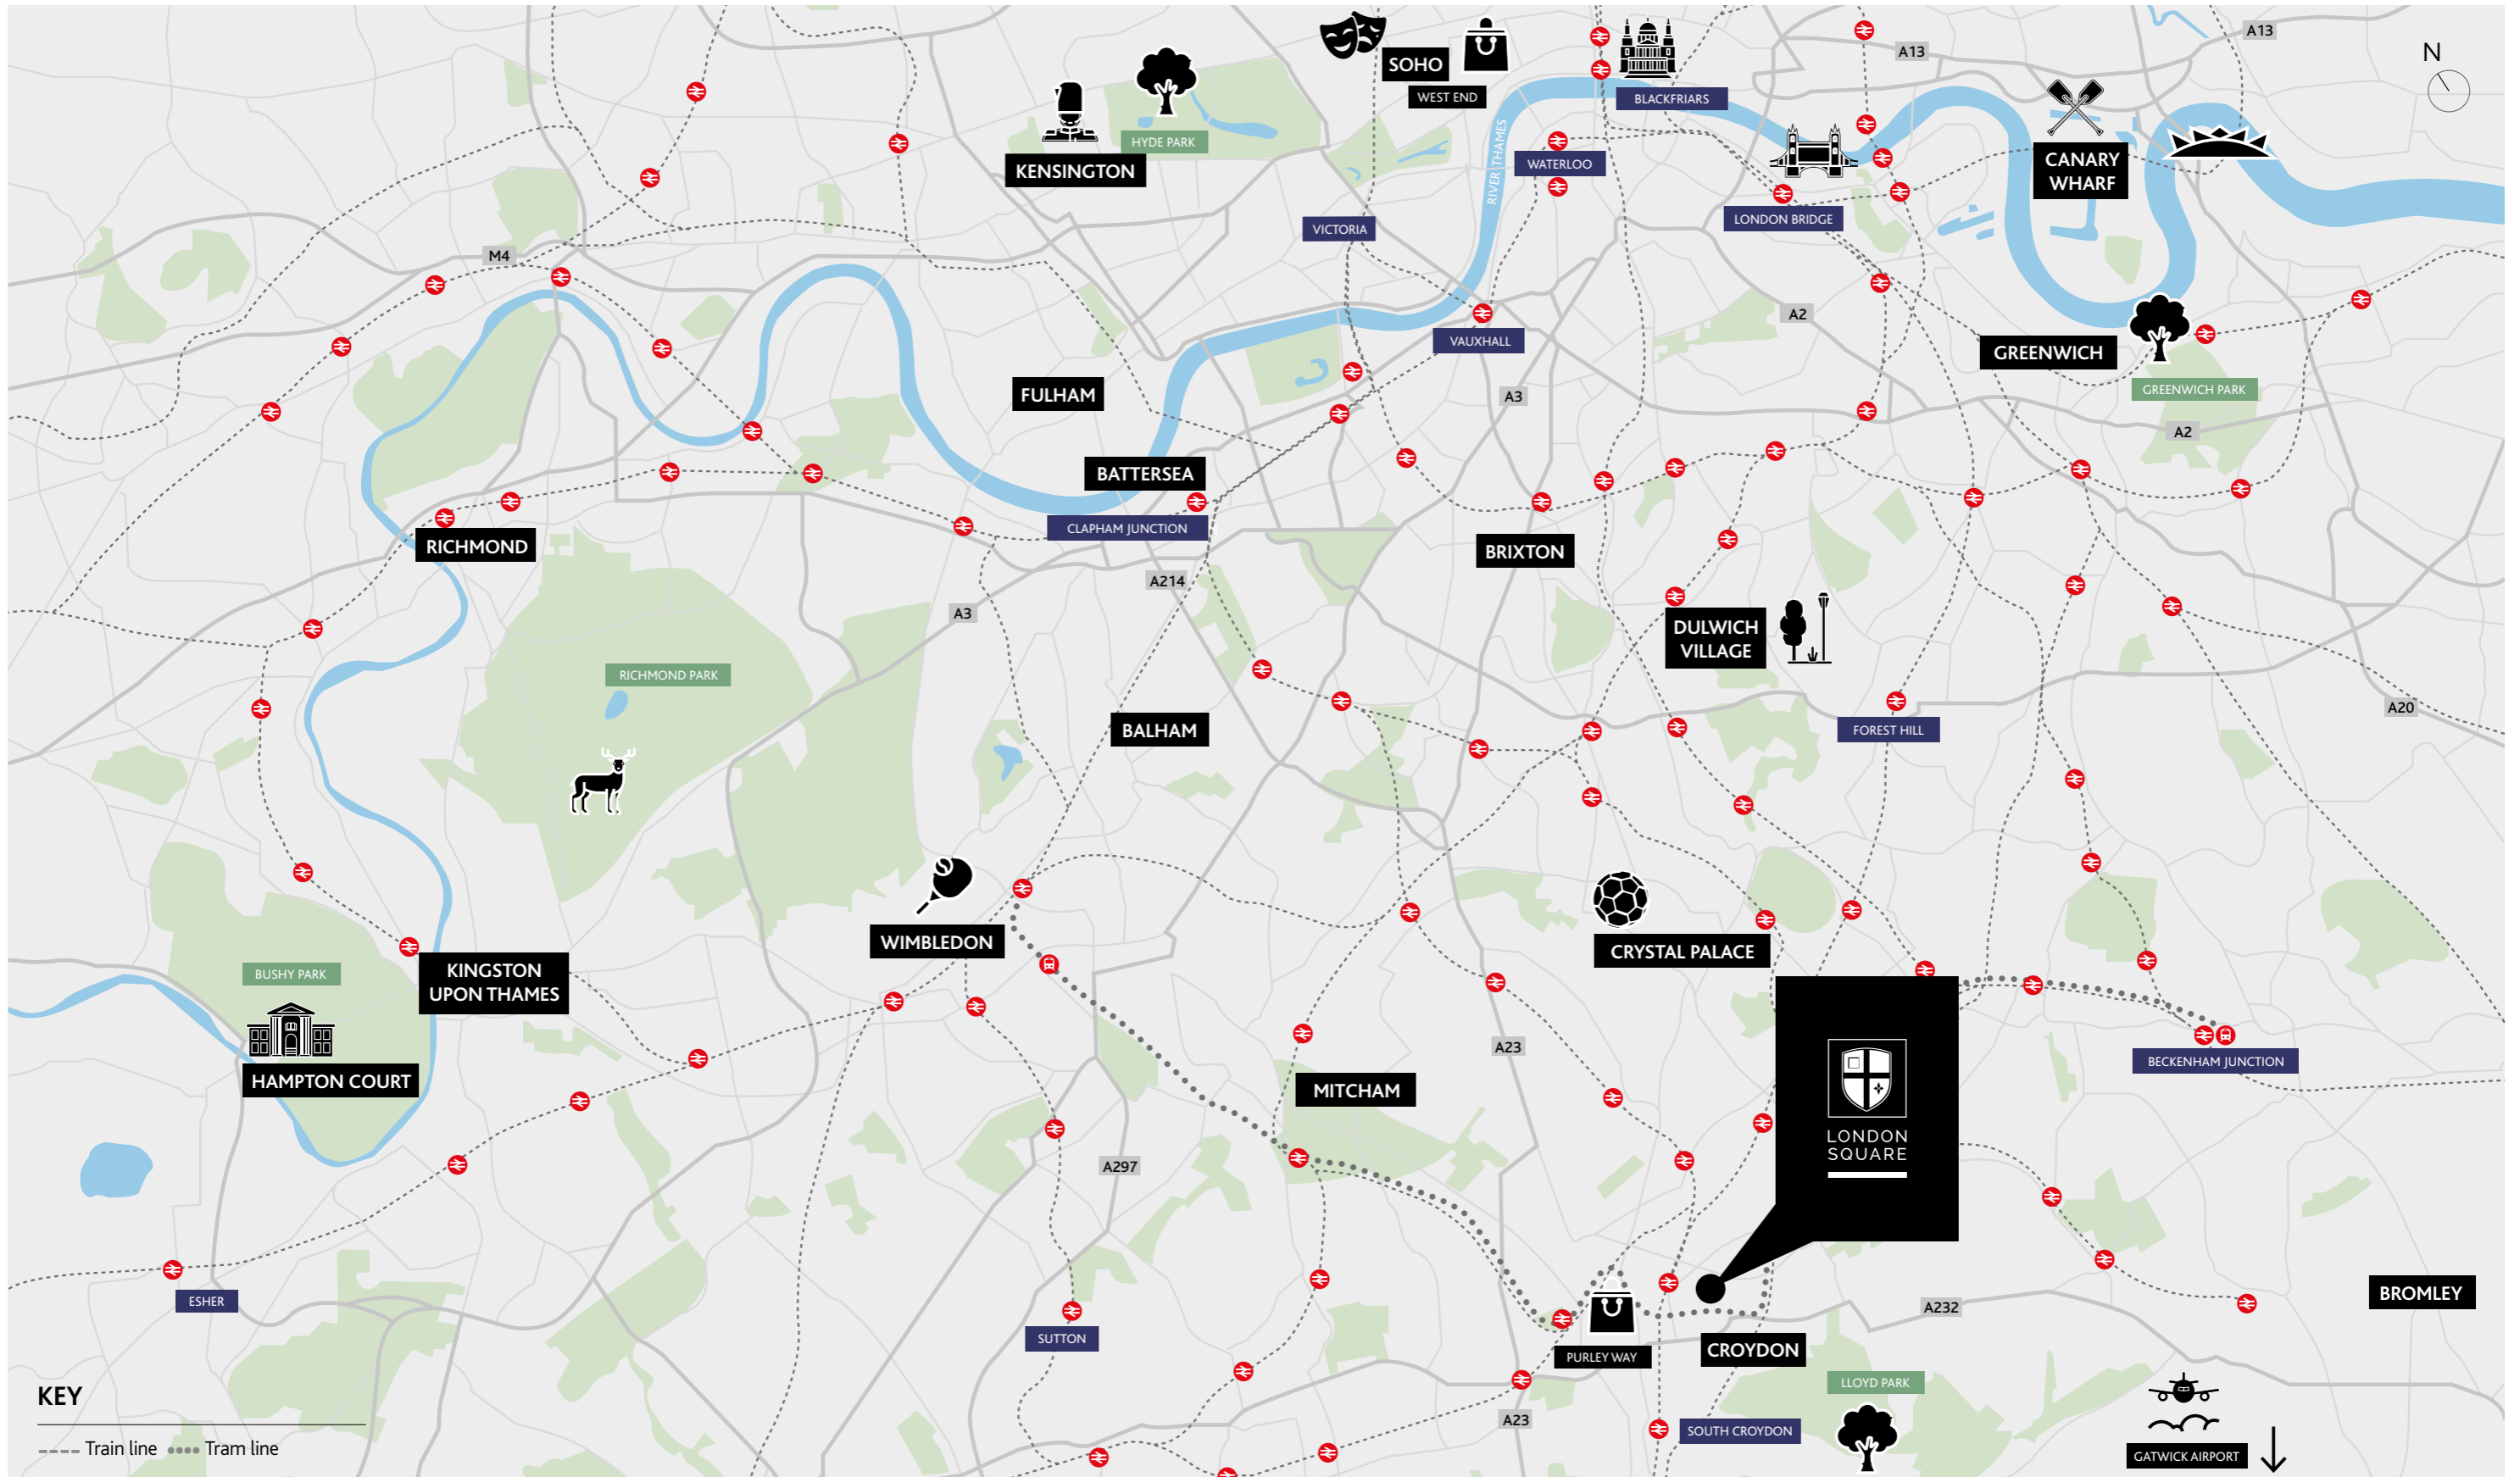 A13
SOHO
A13
N
WEST END
BLACKFRIARS
HYDE PARK
RIVER THAMES
KENSINGTON
WATERLOO
CANARY
WHARF
LONDON BRIDGE
VICTORIA
M4
A2
VAUXHALL
GREENWICH
FULHAM
A3
GREENWICH PARK
A2
BATTERSEA
CLAPHAM JUNCTION
RICHMOND
BRIXTON
A214
A3
DULWICH
VILLAGE
RICHMOND PARK
A20
BALHAM
FOREST HILL
WIMBLEDON
CRYSTAL PALACE
BUSHY PARK
KINGSTON
UPON THAMES
A23
BECKENHAM JUNCTION
HAMPTON COURT
MITCHAM
LONDON
SQUARE
A297
ESHER
BROMLEY
A232
SUTTON
CROYDON
PURLEY WAY
LLOYD PARK
KEY
A23
SOUTH CROYDON
Train line
Tram line
GATWICK AIRPORT